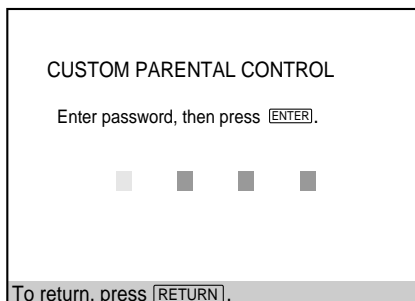 CUSTOM PARENTAL CONTROL
Enter password, then press ENTER.
To return, press RETURN.